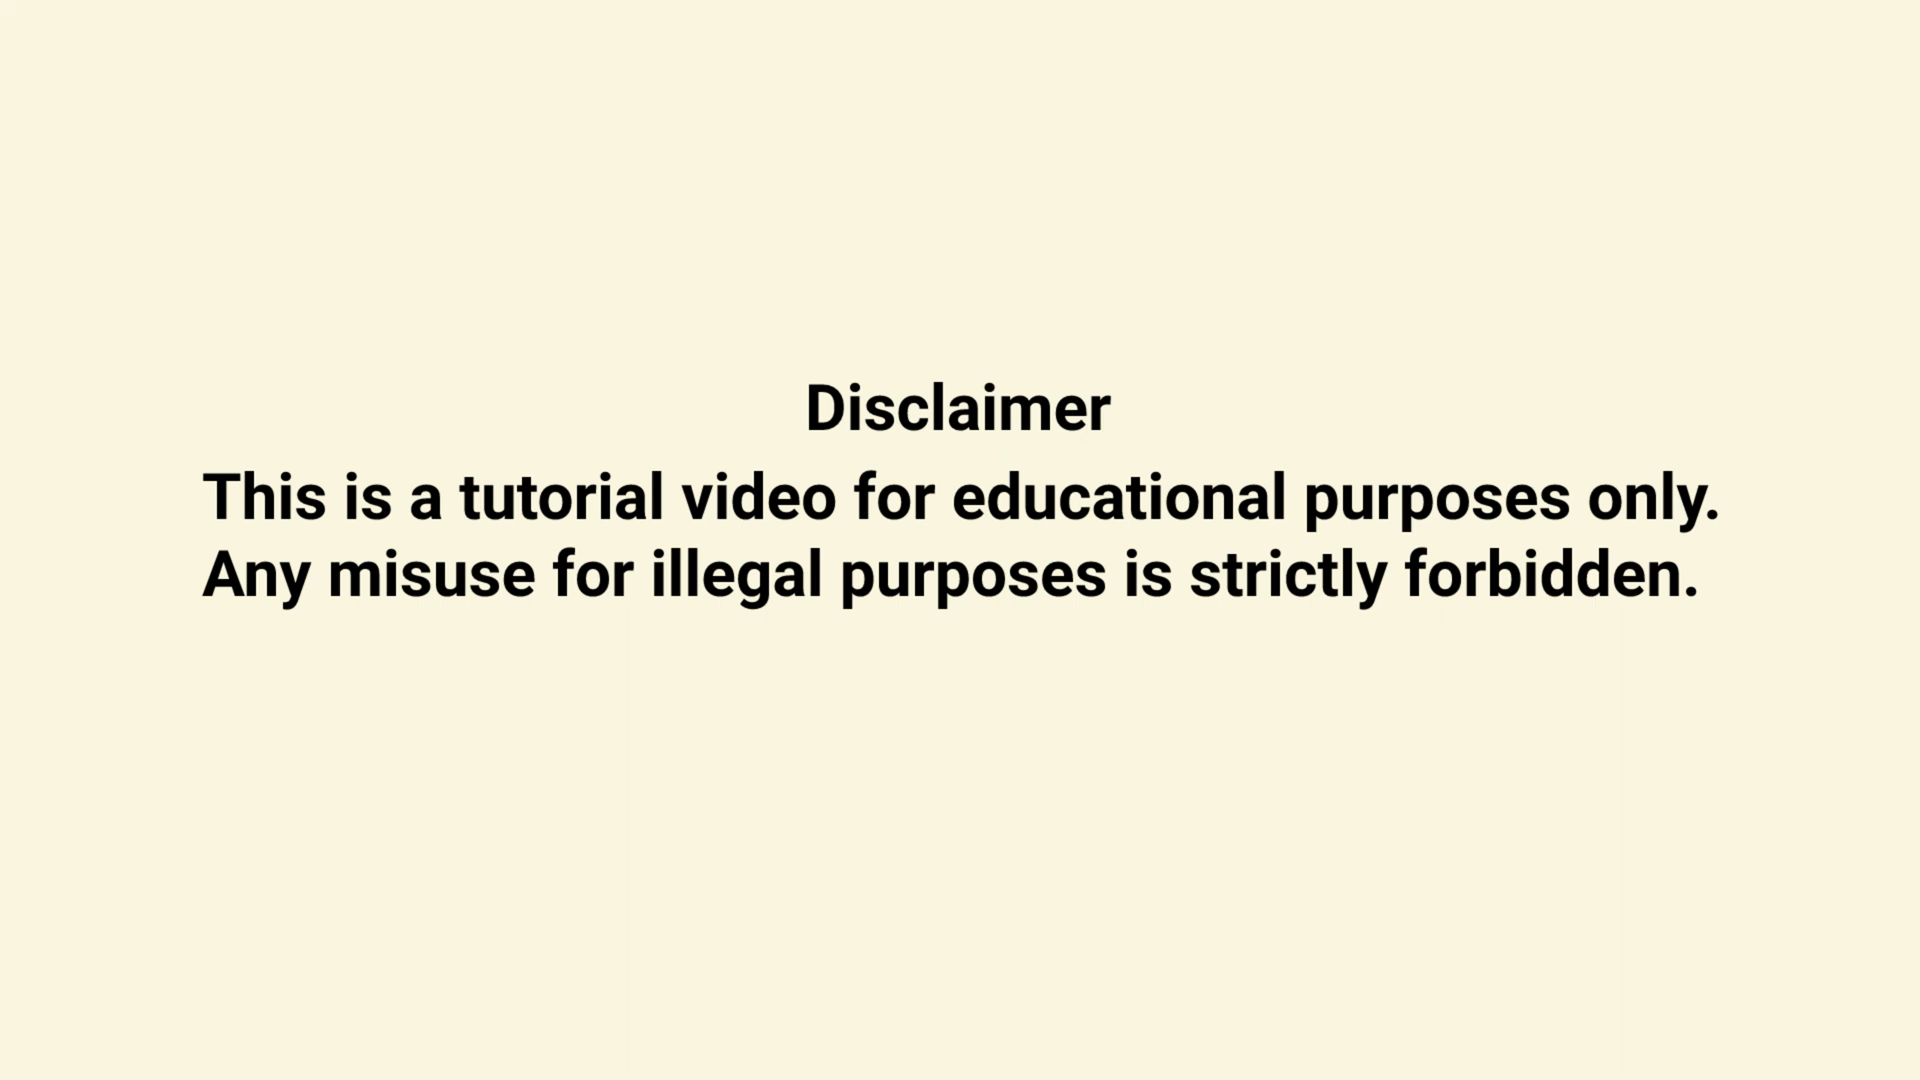 Disclaimer
This is a tutorial video for educational purposes only.
Any misuse for illegal purposes is strictly forbidden.